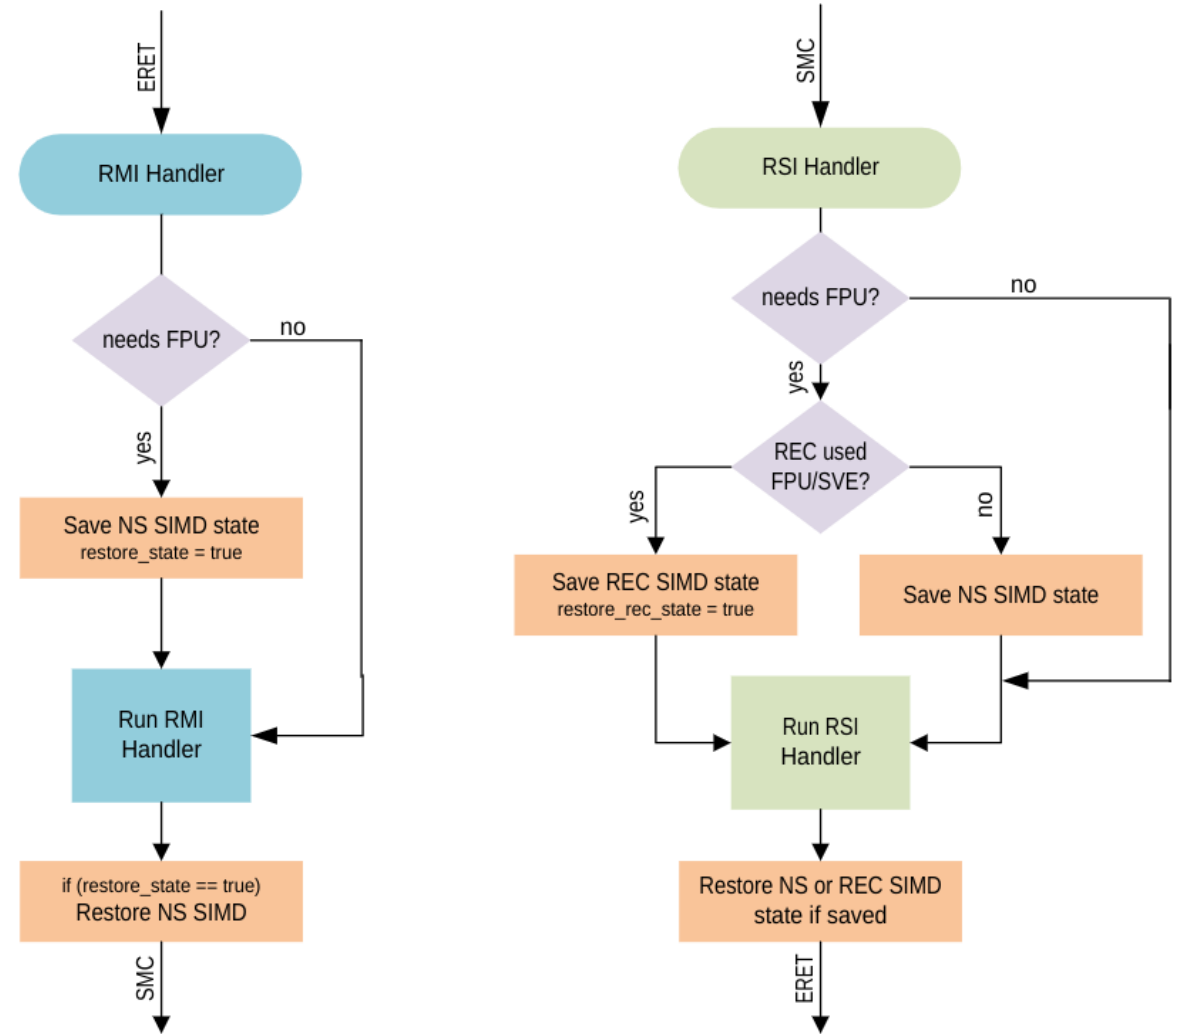 ERET
RMI Handler
needs FPU?
no
yes
Save NS SIMD state
restore_state = true
Run RMI
Handler
if (restore_state == true)
Restore NS SIMD
SMC
SMC
RSI Handler
needs FPU?
no
yes
REC used
FPU/SVE?
yes
no
Save REC SIMD state
restore_rec_state = true
Save NS SIMD state
Run RSI
Handler
Restore NS or REC SIMD
state if saved
ERET